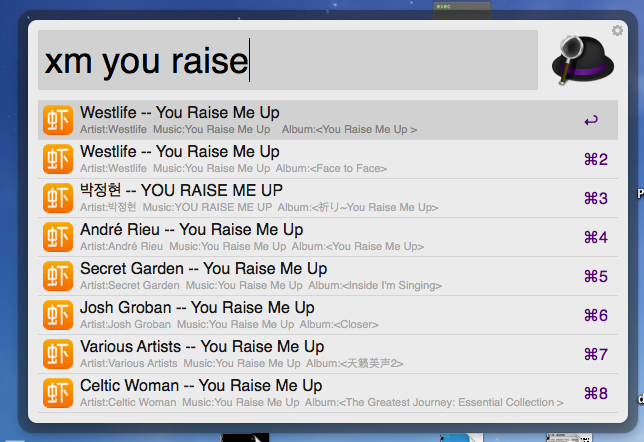 exec
xm you raise
虾
Westlife -- You Raise Me Up
Artist:Westlife Music:You Raise Me Up Album:<You Raise Me Up >
↩
虾
Westlife -- You Raise Me Up
Artist:Westlife Music:You Raise Me Up Album:<Face to Face>
⌘2
虾
박정현 -- YOU RAISE ME UP
Artist:박정현 Music:YOU RAISE ME UP Album:<祈り~You Raise Me Up>
⌘3
虾
André Rieu -- You Raise Me Up
Artist:André Rieu Music:You Raise Me Up Album:<You Raise Me Up>
⌘4
虾
Secret Garden -- You Raise Me Up
Artist:Secret Garden Music:You Raise Me Up Album:<Inside I'm Singing>
⌘5
虾
Josh Groban -- You Raise Me Up
Artist:Josh Groban Music:You Raise Me Up Album:<Closer>
⌘6
虾
Various Artists -- You Raise Me Up
Artist:Various Artists Music:You Raise Me Up Album:<天籁美声2>
⌘7
虾
Celtic Woman -- You Raise Me Up
Artist:Celtic Woman Music:You Raise Me Up Album:<The Greatest Journey: Essential Collection >
⌘8